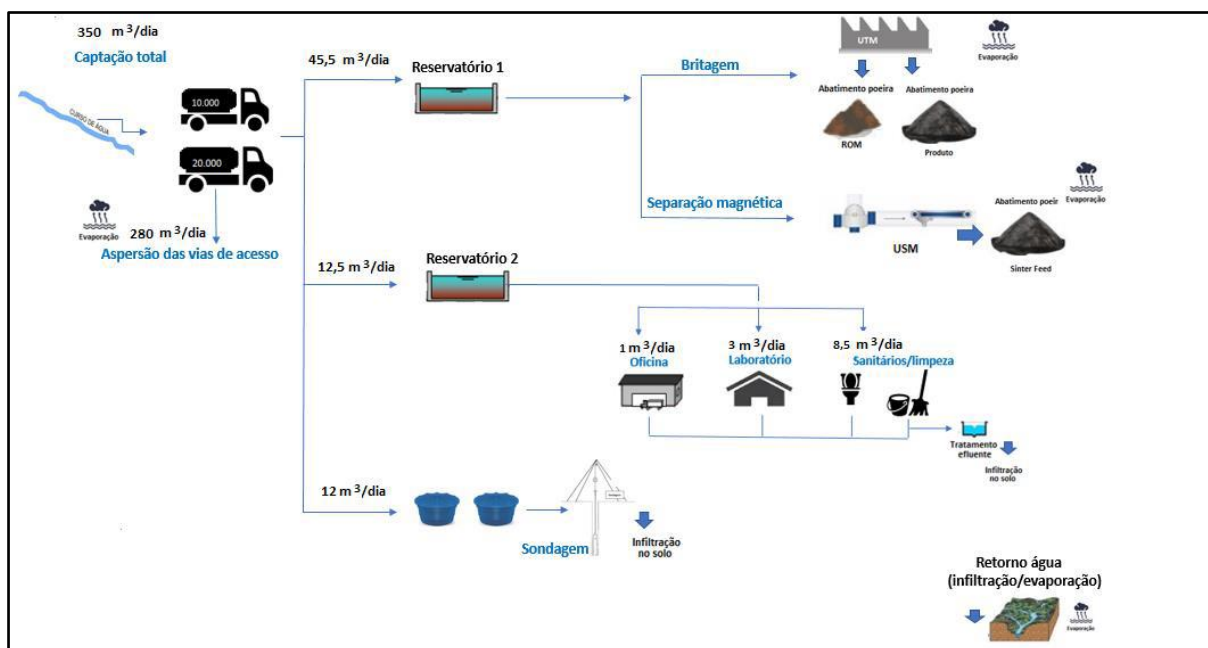 350 m³/dia
Captação total
CURSO DE ÁGUA
10.000
20.000
Evaporação
280 m³/dia
Aspersão das vias de acesso
45,5 m³/dia
Reservatório 1
Britagem
UTM
Evaporação
Abatimento poeira
Abatimento poeira
ROM
Produto
Separação magnética
USM
Evaporação
Abatimento poeir
Sinter Feed
12,5 m³/dia
Reservatório 2
1 m³/dia
Oficina
3 m³/dia
Laboratório
8,5 m³/dia
Sanitários/limpeza
Tratamento
efluente
Infiltração
no solo
12 m³/dia
Sondagem
Infiltração
no solo
Retorno água
(infiltração/evaporação)
Evaporação